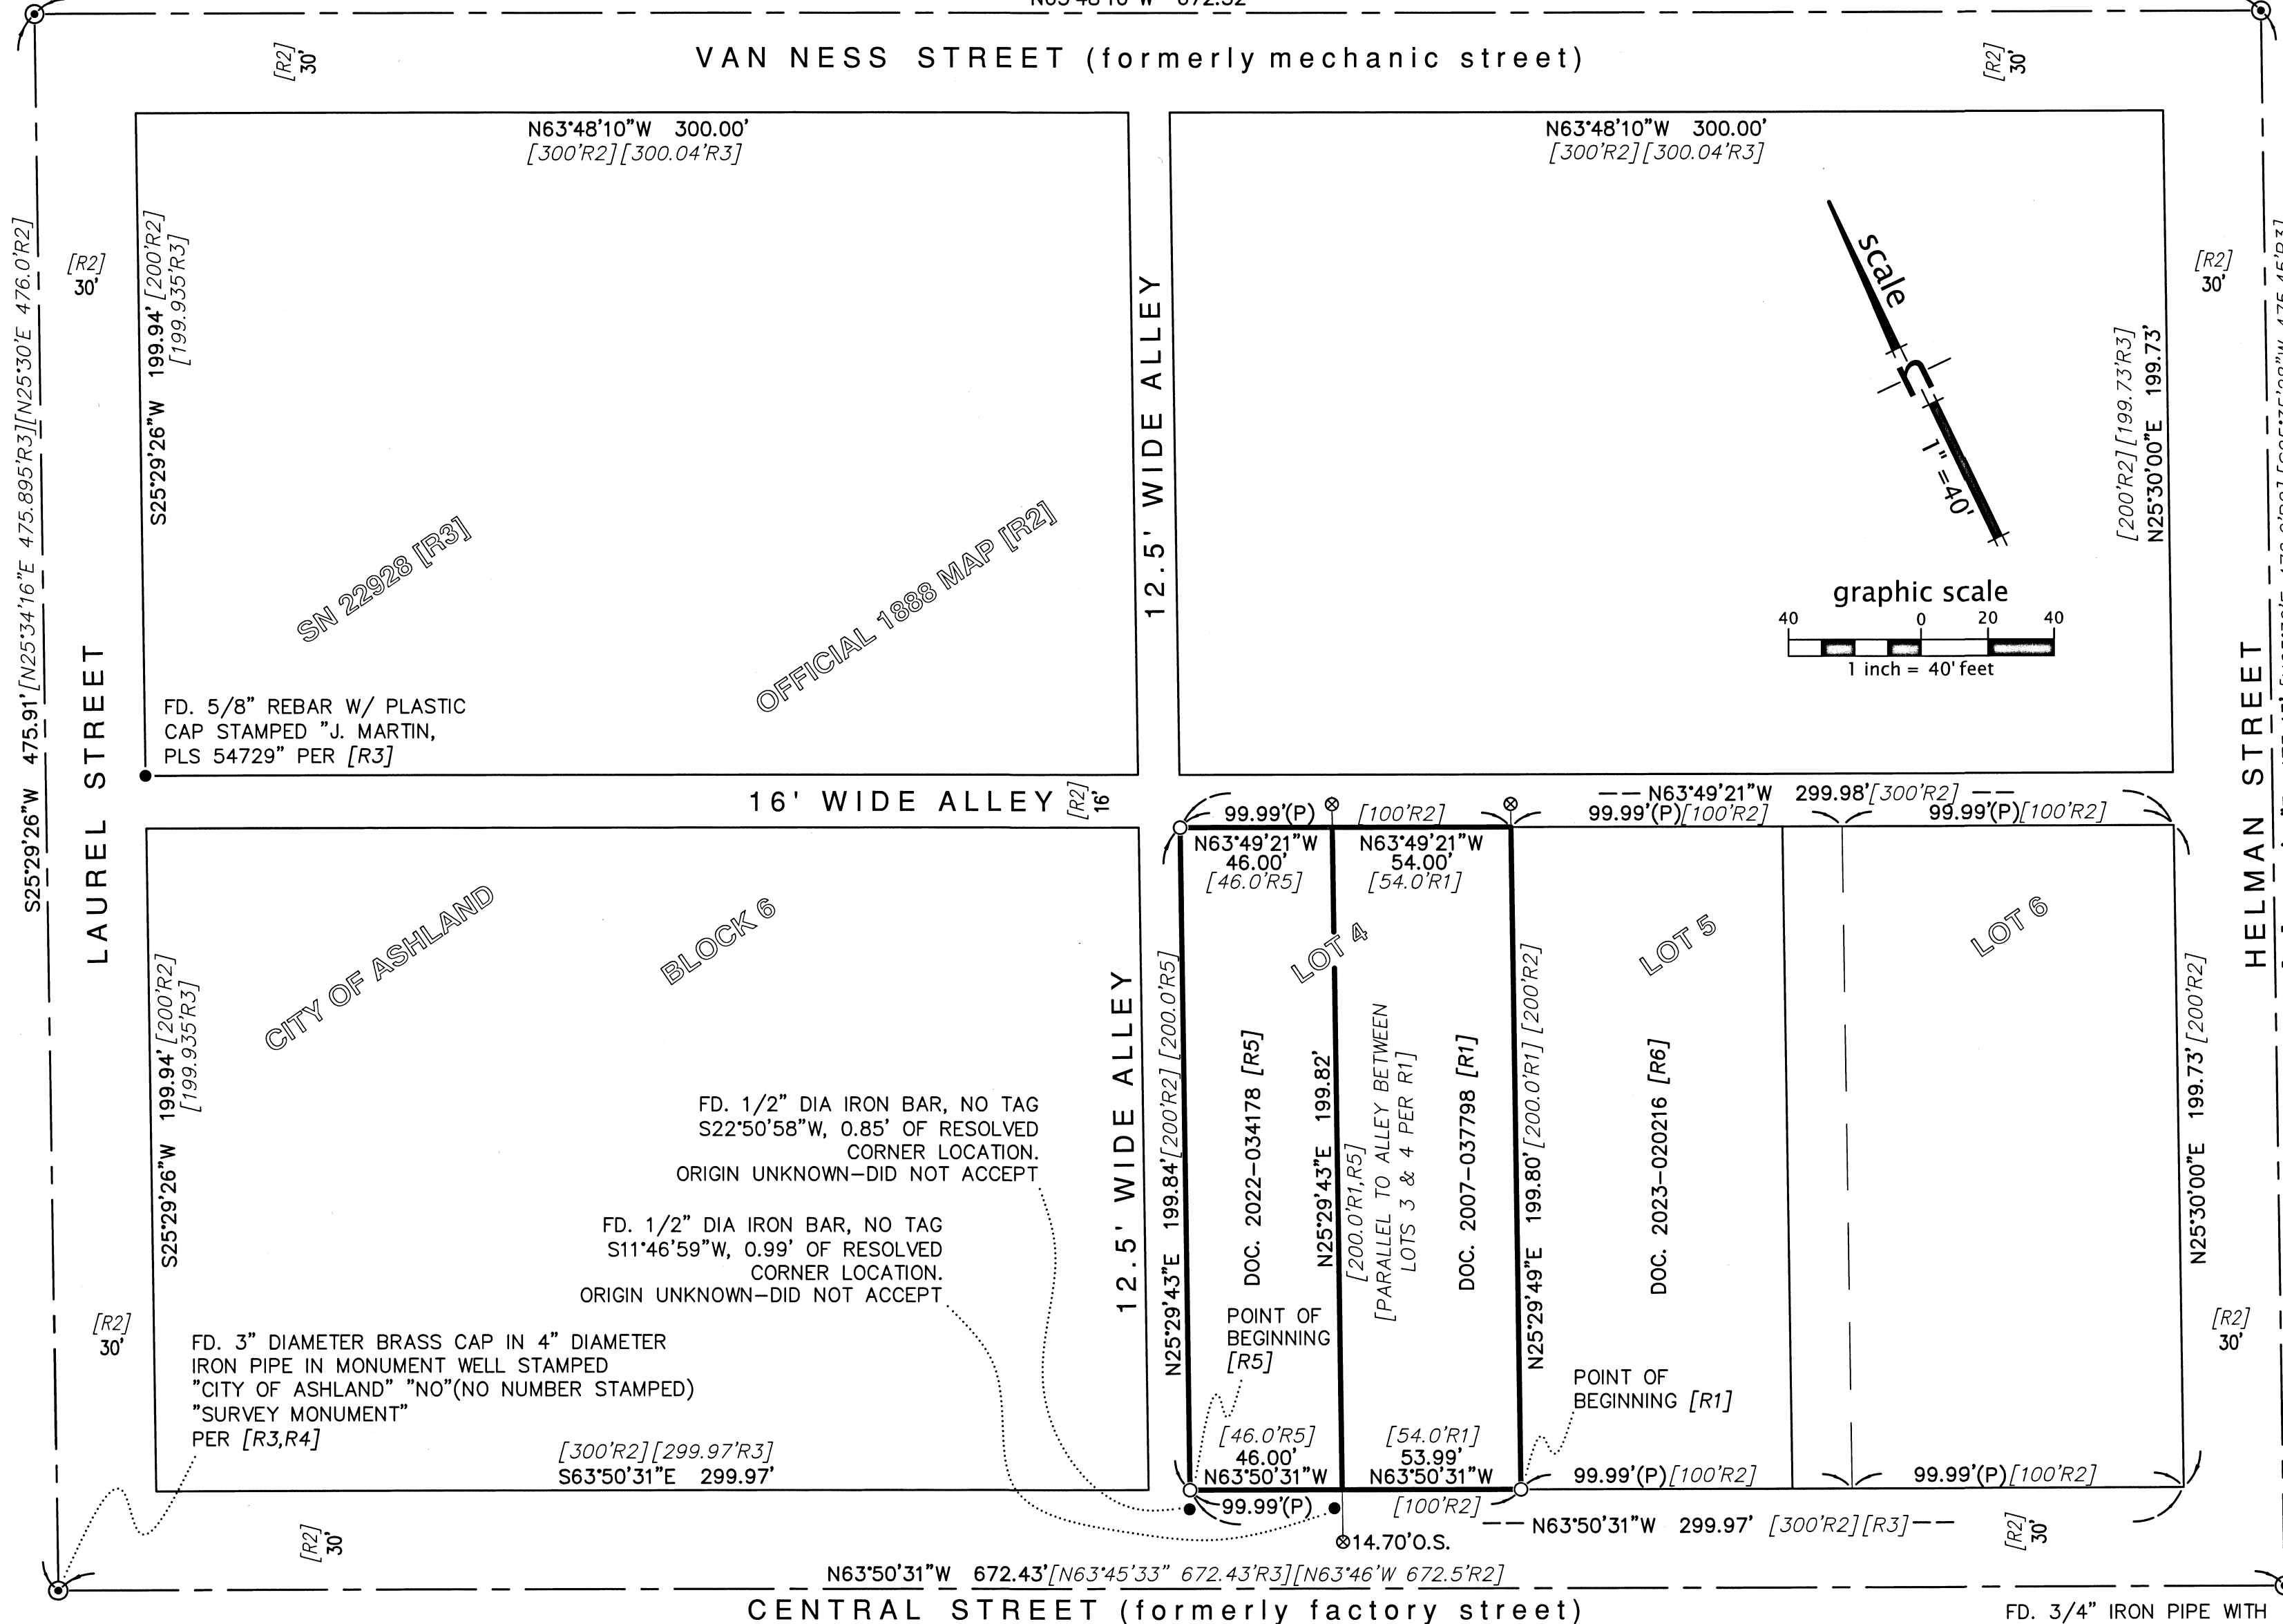 VAN NESS STREET (formerly mechanic street)
[R2]
30'
[R2]
30'
N63°48'10"W 300.00'
[300'R2][300.04'R3]
N63°48'10"W 300.00'
[300'R2][300.04'R3]
S25°29'26"W 475.91' [N25°34'16"E 475.895'R3][N25°30'E 476.0'R2]
[R2]
30'
S25°29'26"W 199.94' [200'R2]
[199.935'R3]
12.5' WIDE ALLEY
scale
n
1"=40'
[200'R2][199.73'R3]
N25°30'00"E 199.73'
[R2]
30'
graphic scale
40 0 20 40
1 inch = 40' feet
SN 22928 [R3]
OFFICIAL 1888 MAP [R2]
LAUREL STREET
HELMAN STREET
FD. 5/8" REBAR W/ PLASTIC
CAP STAMPED "J. MARTIN,
PLS 54729" PER [R3]
16' WIDE ALLEY
[R2]
16'
N63°49'21"W 299.98' [300'R2]
99.99'(P) [100'R2]
99.99'(P)[100'R2]
99.99'(P)[100'R2]
N63°49'21"W
46.00'
[46.0'R5]
N63°49'21"W
54.00'
[54.0'R1]
CITY OF ASHLAND
BLOCK 6
LOT 4
LOT 5
LOT 6
S25°29'26"W 199.94' [200'R2]
[199.935'R3]
12.5' WIDE ALLEY
N25°29'43"E 199.84' [200'R2] [200.0'R5]
DOC. 2022-034178 [R5]
N25°29'43"E 199.82'
[200.0'R1,R5]
[PARALLEL TO ALLEY BETWEEN
LOTS 3 & 4 PER R1]
DOC. 2007-037798 [R1]
N25°29'49"E 199.80' [200.0'R1] [200'R2]
DOC. 2023-020216 [R6]
N25°30'00"E 199.73' [200'R2]
FD. 1/2" DIA IRON BAR, NO TAG
S22°50'58"W, 0.85' OF RESOLVED
CORNER LOCATION.
ORIGIN UNKNOWN-DID NOT ACCEPT
FD. 1/2" DIA IRON BAR, NO TAG
S11°46'59"W, 0.99' OF RESOLVED
CORNER LOCATION.
ORIGIN UNKNOWN-DID NOT ACCEPT
[R2]
30'
FD. 3" DIAMETER BRASS CAP IN 4" DIAMETER
IRON PIPE IN MONUMENT WELL STAMPED
"CITY OF ASHLAND" "NO"(NO NUMBER STAMPED)
"SURVEY MONUMENT"
PER [R3,R4]
POINT OF
BEGINNING
[R5]
POINT OF
BEGINNING [R1]
[R2]
30'
[300'R2][299.97'R3]
S63°50'31"E 299.97'
[46.0'R5]
46.00'
N63°50'31"W
[54.0'R1]
53.99'
N63°50'31"W
99.99'(P)[100'R2]
99.99'(P)[100'R2]
99.99'(P) [100'R2]
N63°50'31"W 299.97' [300'R2][R3]
14.70'O.S.
[R2]
30'
[R2]
30'
N63°50'31"W 672.43' [N63°45'33" 672.43'R3][N63°46'W 672.5'R2]
CENTRAL STREET (formerly factory street)
FD. 3/4" IRON PIPE WITH